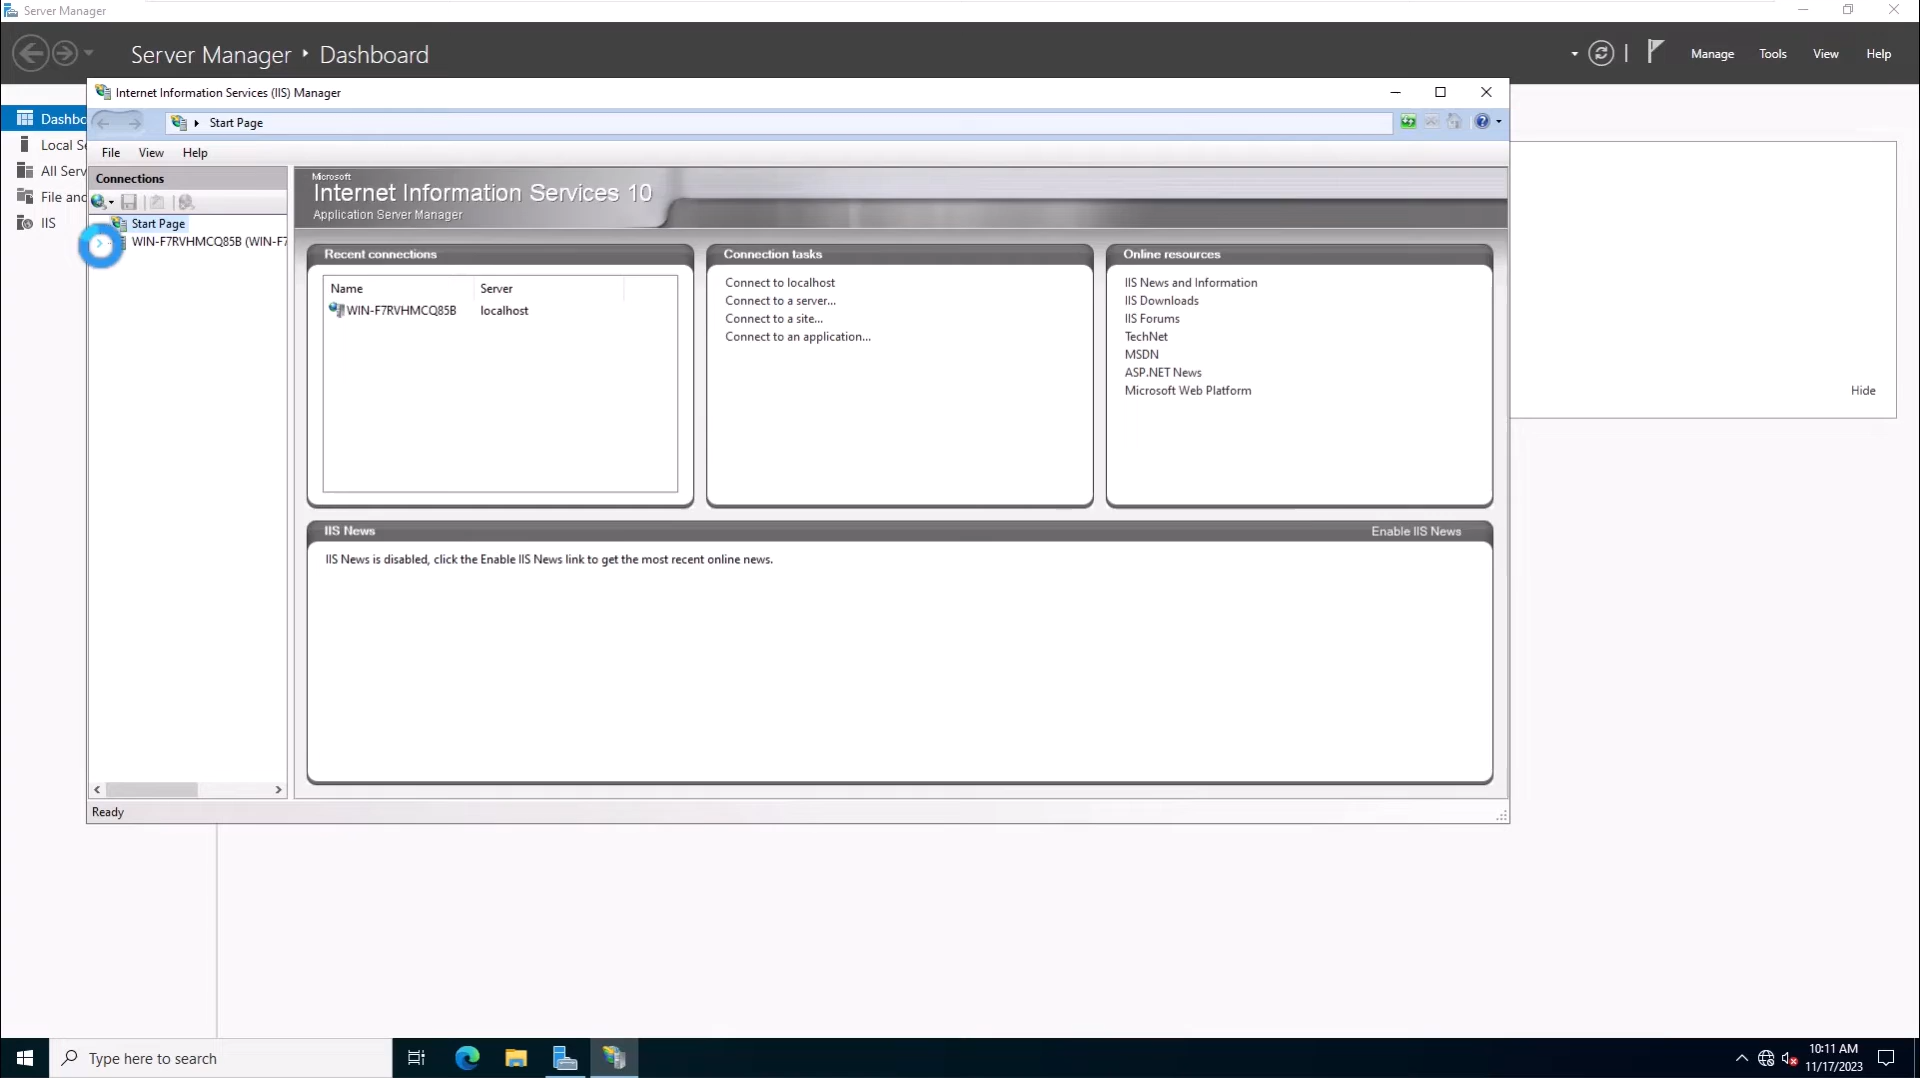 Server Manager
Server Manager ‣ Dashboard
Manage
Tools
View
Help
Internet Information Services (IIS) Manager
Start Page
File
View
Help
Connections
Start Page
WIN-F7RVHMCQ85B (WIN-F7
Local Se
All Serv
File and
IIS
Dashbo
Microsoft
Internet Information Services 10
Application Server Manager
Recent connections
Name
Server
WIN-F7RVHMCQ85B
localhost
Connection tasks
Connect to localhost
Connect to a server...
Connect to a site...
Connect to an application...
Online resources
IIS News and Information
IIS Downloads
IIS Forums
TechNet
MSDN
ASP.NET News
Microsoft Web Platform
Hide
IIS News
Enable IIS News
IIS News is disabled, click the Enable IIS News link to get the most recent online news.
Ready
Type here to search
10:11 AM
11/17/2023